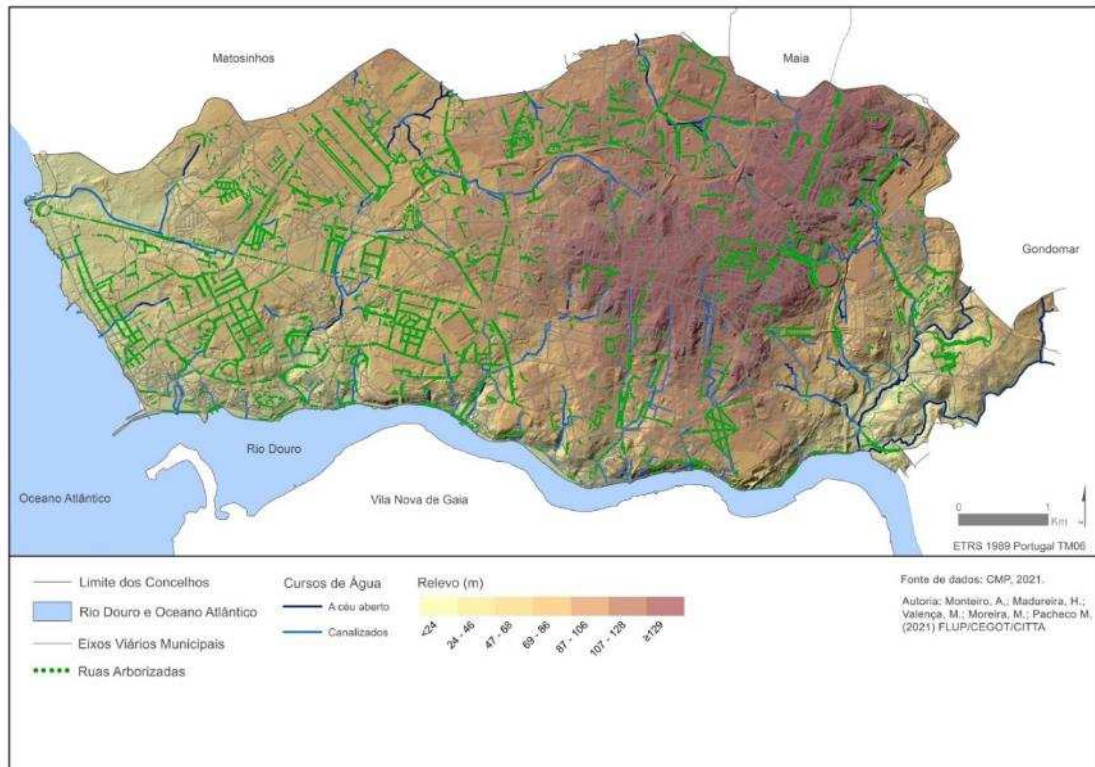 Matosinhos
Maia
Gondomar
Rio Douro
Oceano Atlântico
Vila Nova de Gaia
0 1
Km
N
ETRS 1989 Portugal TM06
Limite dos Concelhos
Rio Douro e Oceano Atlântico
Eixos Viários Municipais
Ruas Arborizadas
Cursos de Água
A céu aberto
Canalizados
Relevo (m)
<24
24 - 46
47 - 68
69 - 86
87 - 106
107 - 128
≥129
Fonte de dados: CMP, 2021.
Autoria: Monteiro, A,; Madureira, H.;
Valença, M.; Moreira, M.; Pacheco M.
(2021) FLUP/CEGOT/CITTA